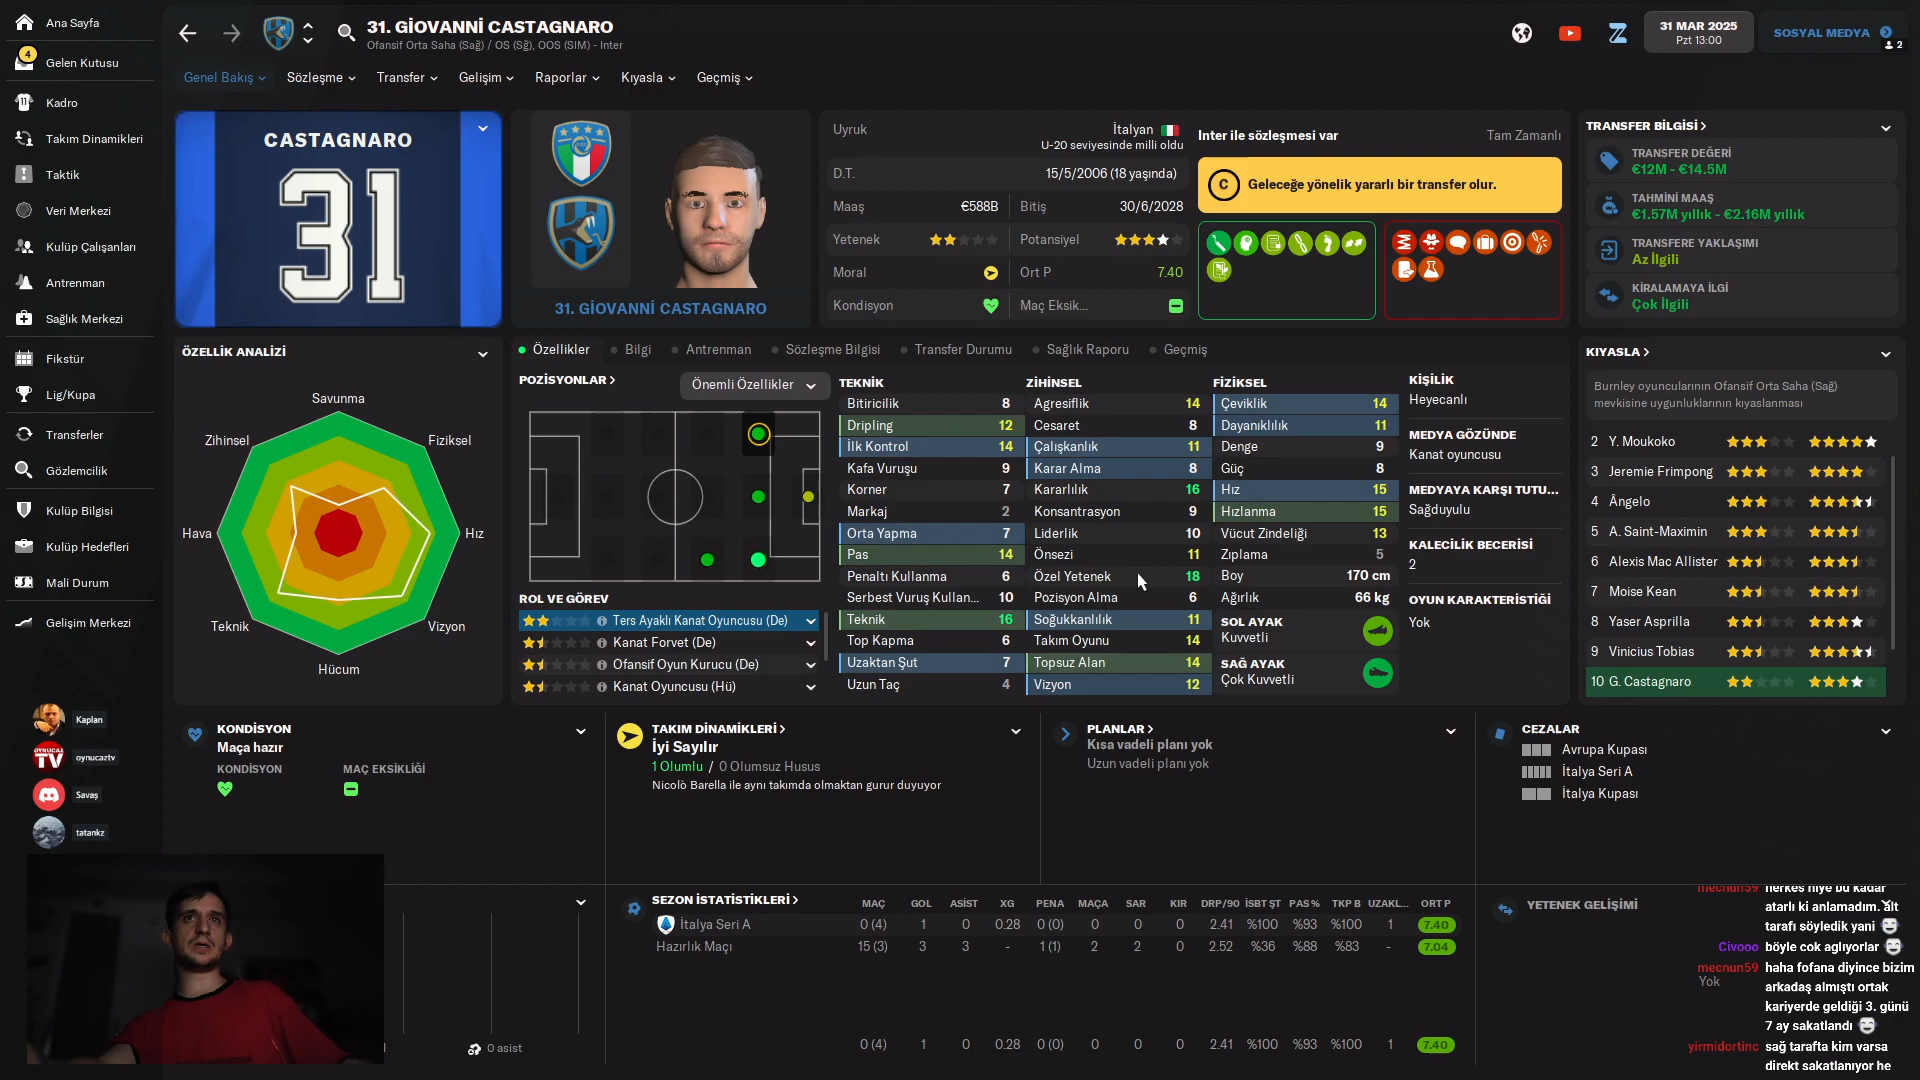 Ana Sayfa
4
Gelen Kutusu
Kadro
Takım Dinamikleri
Taktik
Veri Merkezi
Kulüp Çalışanları
Antrenman
Sağlık Merkezi
Fikstür
Lig/Kupa
Transferler
Gözlemcilik
Kulüp Bilgisi
Kulüp Hedefleri
Mali Durum
Gelişim Merkezi
Kaplan
OYNUCAZ TV
oynucaztv
Savaş
tatankz
31. GİOVANNİ CASTAGNARO
Ofansif Orta Saha (Sağ) / OS (Sğ), OOS (SIM) - Inter
31 MAR 2025
Pzt 13:00
SOSYAL MEDYA
2
Genel Bakış
Sözleşme
Transfer
Gelişim
Raporlar
Kıyasla
Geçmiş
CASTAGNARO
31
31. GİOVANNİ CASTAGNARO
Uyruk
İtalyan
U-20 seviyesinde milli oldu
D.T.
15/5/2006 (18 yaşında)
Maaş €588B
Bitiş 30/6/2028
Yetenek
Potansiyel
Moral
Ort P 7.40
Kondisyon
Maç Eksik...
Inter ile sözleşmesi var
Tam Zamanlı
C
Geleceğe yönelik yararlı bir transfer olur.
TRANSFER BİLGİSİ
TRANSFER DEĞERİ
€12M - €14.5M
TAHMİNİ MAAŞ
€1.57M yıllık - €2.16M yıllık
TRANSFERE YAKLAŞIMI
Az İlgili
KİRALAMAYA İLGİ
Çok İlgili
ÖZELLİK ANALİZİ
Savunma
Fiziksel
Hız
Vizyon
Hücum
Teknik
Hava
Zihinsel
Özellikler
Bilgi
Antrenman
Sözleşme Bilgisi
Transfer Durumu
Sağlık Raporu
Geçmiş
POZİSYONLAR
Önemli Özellikler
ROL VE GÖREV
Ters Ayaklı Kanat Oyuncusu (De)
Kanat Forvet (De)
Ofansif Oyun Kurucu (De)
Kanat Oyuncusu (Hü)
TEKNİK
Bitiricilik 8
Dripling 12
İlk Kontrol 14
Kafa Vuruşu 9
Korner 7
Markaj 2
Orta Yapma 7
Pas 14
Penaltı Kullanma 6
Serbest Vuruş Kullan... 10
Teknik 16
Top Kapma 6
Uzaktan Şut 7
Uzun Taç 4
ZİHİNSEL
Agresiflik 14
Cesaret 8
Çalışkanlık 11
Karar Alma 8
Kararlılık 16
Konsantrasyon 9
Liderlik 10
Önsezi 11
Özel Yetenek 18
Pozisyon Alma 6
Soğukkanlılık 11
Takım Oyunu 14
Topsuz Alan 14
Vizyon 12
FİZİKSEL
Çeviklik 14
Dayanıklılık 11
Denge 9
Güç 8
Hız 15
Hızlanma 15
Vücut Zindeliği 13
Zıplama 5
Boy 170 cm
Ağırlık 66 kg
SOL AYAK
Kuvvetli
SAĞ AYAK
Çok Kuvvetli
KİŞİLİK
Heyecanlı
MEDYA GÖZÜNDE
Kanat oyuncusu
MEDYAYA KARŞI TUTU...
Sağduyulu
KALECİLİK BECERİSİ
2
OYUN KARAKTERİSTİĞİ
Yok
KIYASLA
Burnley oyuncularının Ofansif Orta Saha (Sağ)
mevkisine uygunluklarının kıyaslanması
2 Y. Moukoko
3 Jeremie Frimpong
4 Ângelo
5 A. Saint-Maximin
6 Alexis Mac Allister
7 Moise Kean
8 Yaser Asprilla
9 Vinicius Tobias
10 G. Castagnaro
KONDİSYON
Maça hazır
KONDİSYON
MAÇ EKSİKLİĞİ
TAKIM DİNAMİKLERİ
İyi Sayılır
1 Olumlu / 0 Olumsuz Husus
Nicolò Barella ile aynı takımda olmaktan gurur duyuyor
PLANLAR
Kısa vadeli planı yok
Uzun vadeli planı yok
CEZALAR
Avrupa Kupası
İtalya Seri A
İtalya Kupası
0 asist
SEZON İSTATİSTİKLERİ
MAÇ GOL ASİST XG PENA MAÇA SAR KIR DRP/90 İSBT ŞT PAS % TKP B UZAKL... ORT P
İtalya Seri A 0 (4) 1 0 0.28 0 (0) 0 0 0 2.41 %100 %93 %100 1 7.40
Hazırlık Maçı 15 (3) 3 3 - 1 (1) 2 2 0 2.52 %36 %88 %83 - 7.04
0 (4) 1 0 0.28 0 (0) 0 0 0 2.41 %100 %93 %100 1 7.40
YETENEK GELİŞİMİ
Yok
mecnun59 herkes niye bu kadar
atarlı ki anlamadım. alt
tarafı söyledik yani
Civooo böyle cok aglıyorlar
mecnun59 haha fofana diyince bizim
arkadaş almıştı ortak
kariyerde geldiği 3. günü
7 ay sakatlandı
yirmidortinc sağ tarafta kim varsa
direkt sakatlanıyor he